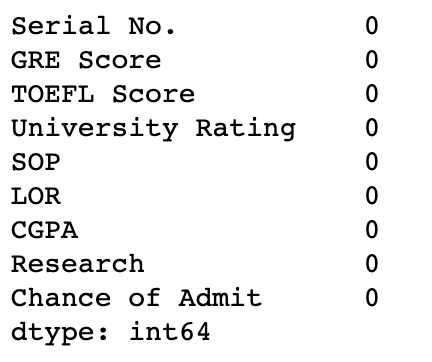 Serial No. 0
GRE Score 0
TOEFL Score 0
University Rating 0
SOP 0
LOR 0
CGPA 0
Research 0
Chance of Admit 0
dtype: int64